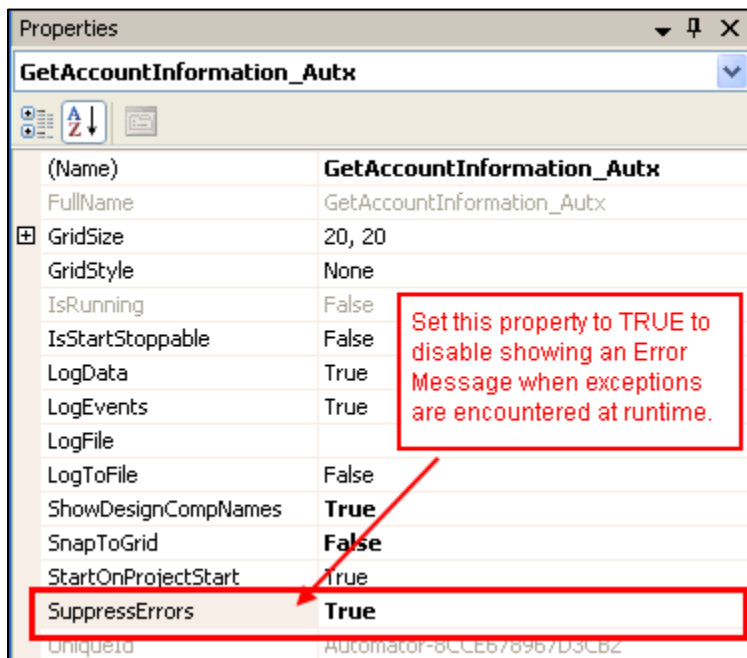 Properties
GetAccountInformation_Autx
(Name) GetAccountInformation_Autx
FullName GetAccountInformation_Autx
GridSize 20, 20
GridStyle None
IsRunning False
IsStartStoppable False
LogData True
LogEvents True
LogFile
LogToFile False
ShowDesignCompNames True
SnapToGrid False
StartOnProjectStart True
SuppressErrors True
UniqueId Automator-8CCE678967D3CB2
Set this property to TRUE to
disable showing an Error
Message when exceptions
are encountered at runtime.